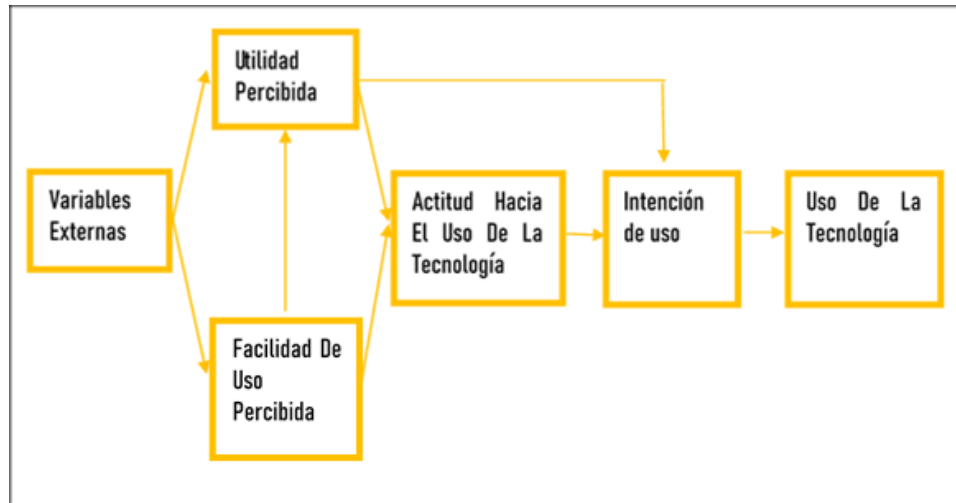 Utilidad
Percibida
Variables
Externas
Actitud Hacia
El Uso De La
Tecnología
Intención
de uso
Uso De La
Tecnología
Facilidad De
Uso
Percibida